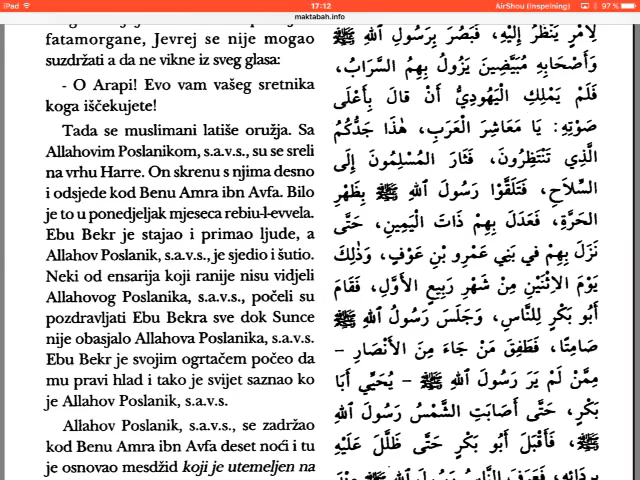 iPad
17:12
AirShou (Inspelning)
97 %
maktabah.info
fatamorgane, Jevrej se nije mogao
suzdržati a da ne vikne iz sveg glasa:
- O Arapi! Evo vam vašeg sretnika
koga iščekujete!
Tada se muslimani latiše oružja. Sa
Allahovim Poslanikom, s.a.v.s., su se sreli
na vrhu Harre. On skrenu s njima desno
i odsjede kod Benu Amra ibn Avfa. Bilo
je to u ponedjeljak mjeseca rebiu-l-evvela.
Ebu Bekr je stajao i primao ljude, a
Allahov Poslanik, s.a.v.s., je sjedio i šutio.
Neki od ensarija koji ranije nisu vidjeli
Allahovog Poslanika, s.a.v.s., počeli su
pozdravljati Ebu Bekra sve dok Sunce
nije obasjalo Allahova Poslanika, s.a.v.s.
Ebu Bekr je svojim ogrtačem počeo da
mu pravi hlad i tako je svijet saznao ko
je Allahov Poslanik, s.a.v.s.
Allahov Poslanik, s.a.v.s., se zadržao
kod Benu Amra ibn Avfa deset noći i tu
je osnovao mesdžid koji je utemeljen na
لِأَمْرٍ يَنْظُرُ إِلَيْهِ، فَبَصُرَ بِرَسُولِ اللهِ ﷺ
وَأَصْحَابِهِ مُبَيَّضِينَ يَزُولُ بِهِمُ السَّرَابُ،
فَلَمْ يَمْلِكِ الْيَهُودِيُّ أَنْ قَالَ بِأَعْلَى
صَوْتِهِ: يَا مَعَاشِرَ الْعَرَبِ، هٰذَا جَدُّكُمُ
الَّذِي تَنْتَظِرُونَ، فَثَارَ الْمُسْلِمُونَ إِلَى
السِّلَاحِ، فَتَلَقَّوْا رَسُولَ اللهِ ﷺ بِظَهْرِ
الْحَرَّةِ، فَعَدَلَ بِهِمْ ذَاتَ الْيَمِينِ، حَتَّى
نَزَلَ بِهِمْ في بَنِي عَمْرِو بْنِ عَوْفٍ، وَذٰلِكَ
يَوْمَ الِاثْنَيْنِ مِنْ شَهْرِ رَبِيعٍ الْأَوَّلِ، فَقَامَ
أَبُو بَكْرٍ لِلنَّاسِ، وَجَلَسَ رَسُولُ اللهِ ﷺ
صَامِتًا، فَطَفِقَ مَنْ جَاءَ مِنَ الْأَنْصَارِ –
مِمَّنْ لَمْ يَرَ رَسُولَ اللهِ ﷺ – يُحَيِّي أَبَا
بَكْرٍ، حَتَّى أَصَابَتِ الشَّمْسُ رَسُولَ اللهِ
ﷺ، فَأَقْبَلَ أَبُو بَكْرٍ حَتَّى ظَلَّلَ عَلَيْهِ